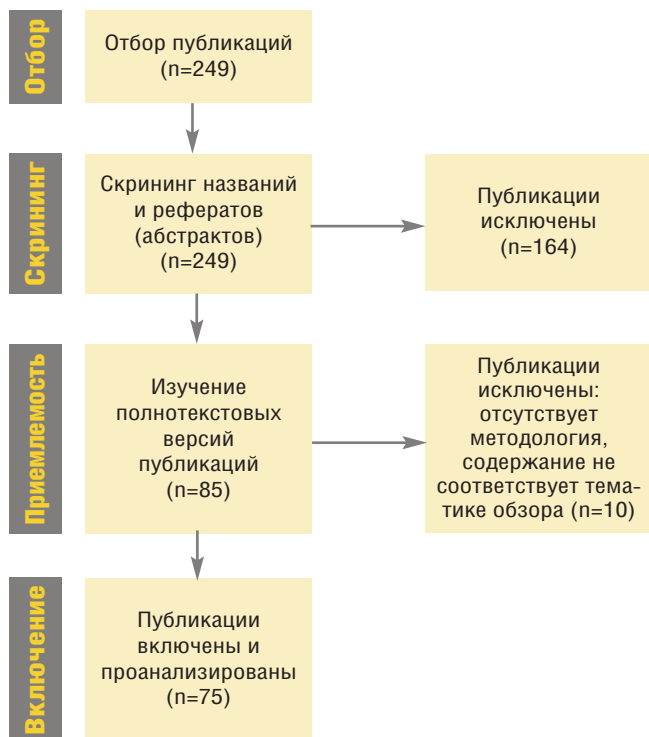 Отбор
Отбор публикаций
(n=249)
Скрининг
Скрининг названий
и рефератов
(абстрактов)
(n=249)
Публикации
исключены
(n=164)
Приемлемость
Изучение
полнотекстовых
версий
публикаций
(n=85)
Публикации
исключены:
отсутствует
методология,
содержание не
соответствует тема-
тике обзора (n=10)
Включение
Публикации
включены и
проанализированы
(n=75)